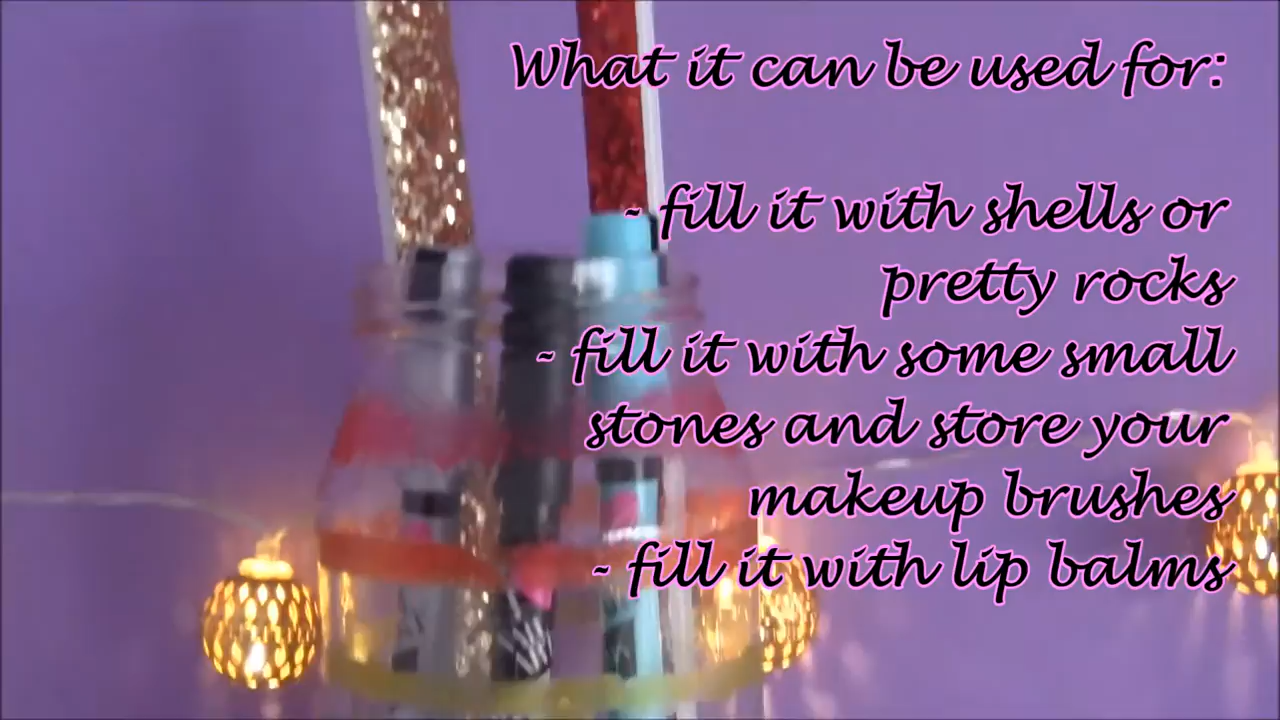 What it can be used for:
- fill it with shells or
pretty rocks
- fill it with some small
stones and store your
makeup brushes
- fill it with lip balms